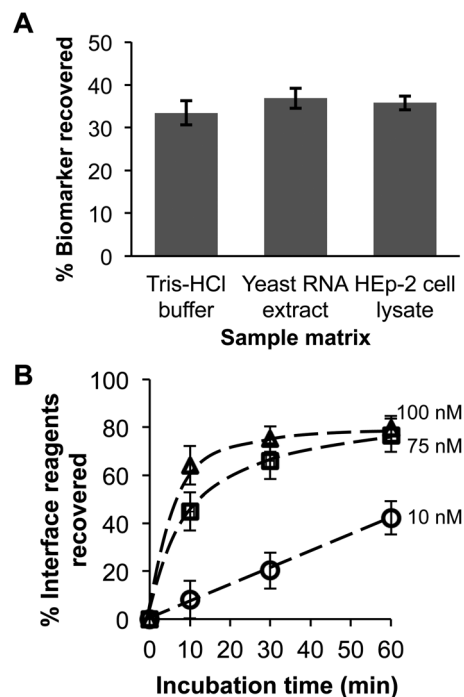 A
% Biomarker recovered
50
40
30
20
10
0
Tris-HCl Yeast RNA HEp-2 cell
buffer extract lysate
Sample matrix
B
% Interface reagents
recovered
100
80
60
40
20
0
100 nM
75 nM
10 nM
0 10 20 30 40 50 60
Incubation time (min)